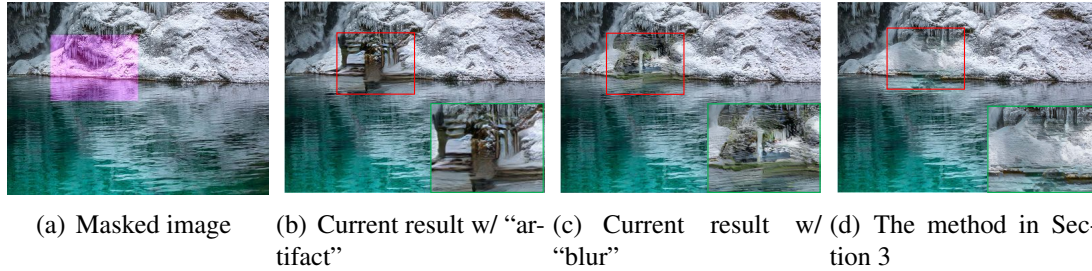 (a) Masked image
(b) Current result w/ “ar-
tifact”
(c) Current result w/
“blur”
(d) The method in Sec-
tion 3